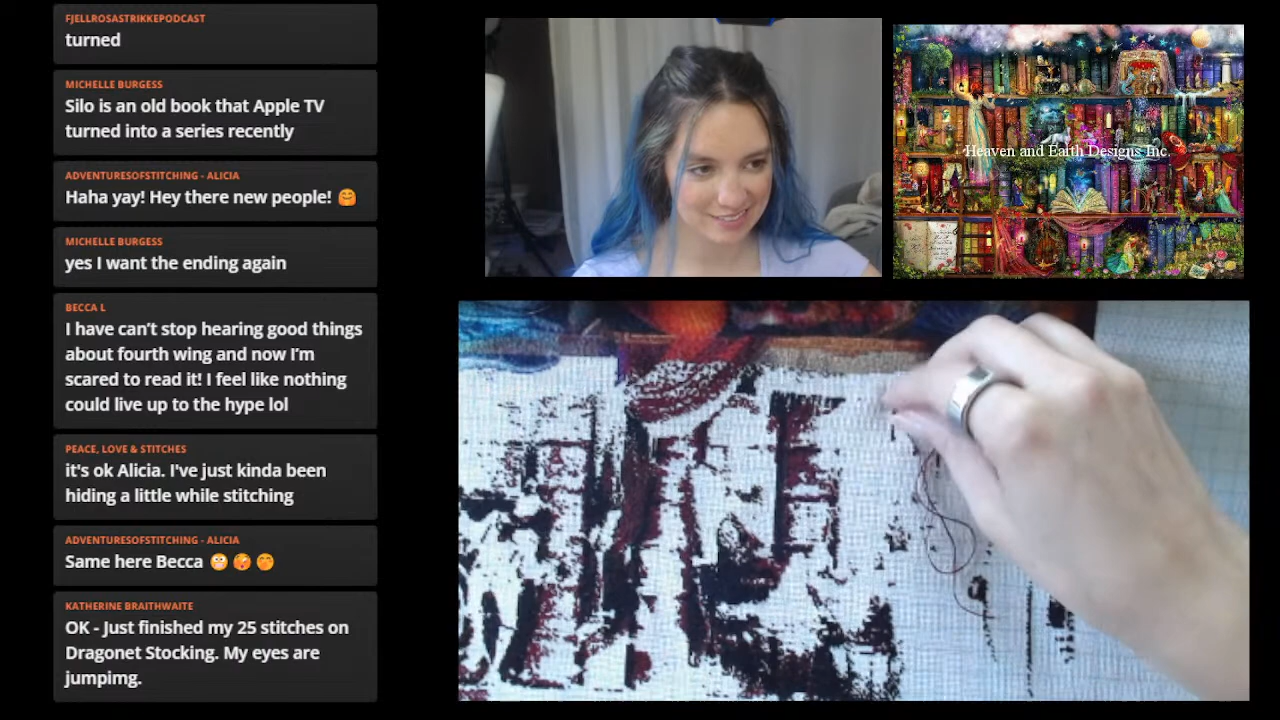 FJELLROSASTRIKKEPODCAST
turned
MICHELLE BURGESS
Silo is an old book that Apple TV
turned into a series recently
ADVENTURESOFSTITCHING - ALICIA
Haha yay! Hey there new people! 🤗
MICHELLE BURGESS
yes I want the ending again
BECCA L
I have can't stop hearing good things
about fourth wing and now I'm
scared to read it! I feel like nothing
could live up to the hype lol
PEACE, LOVE & STITCHES
it's ok Alicia. I've just kinda been
hiding a little while stitching
ADVENTURESOFSTITCHING - ALICIA
Same here Becca
KATHERINE BRAITHWAITE
OK - Just finished my 25 stitches on
Dragonet Stocking. My eyes are
jumpimg.
Heaven and Earth Designs Inc.